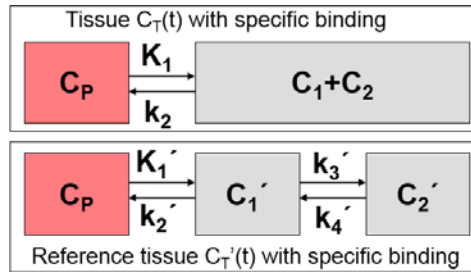 Tissue C_T(t) with specific binding
C_P
K_1
k_2
C_1+C_2
C_P
K_1´
k_2´
C_1´
k_3´
k_4´
C_2´
Reference tissue C_T'(t) with specific binding